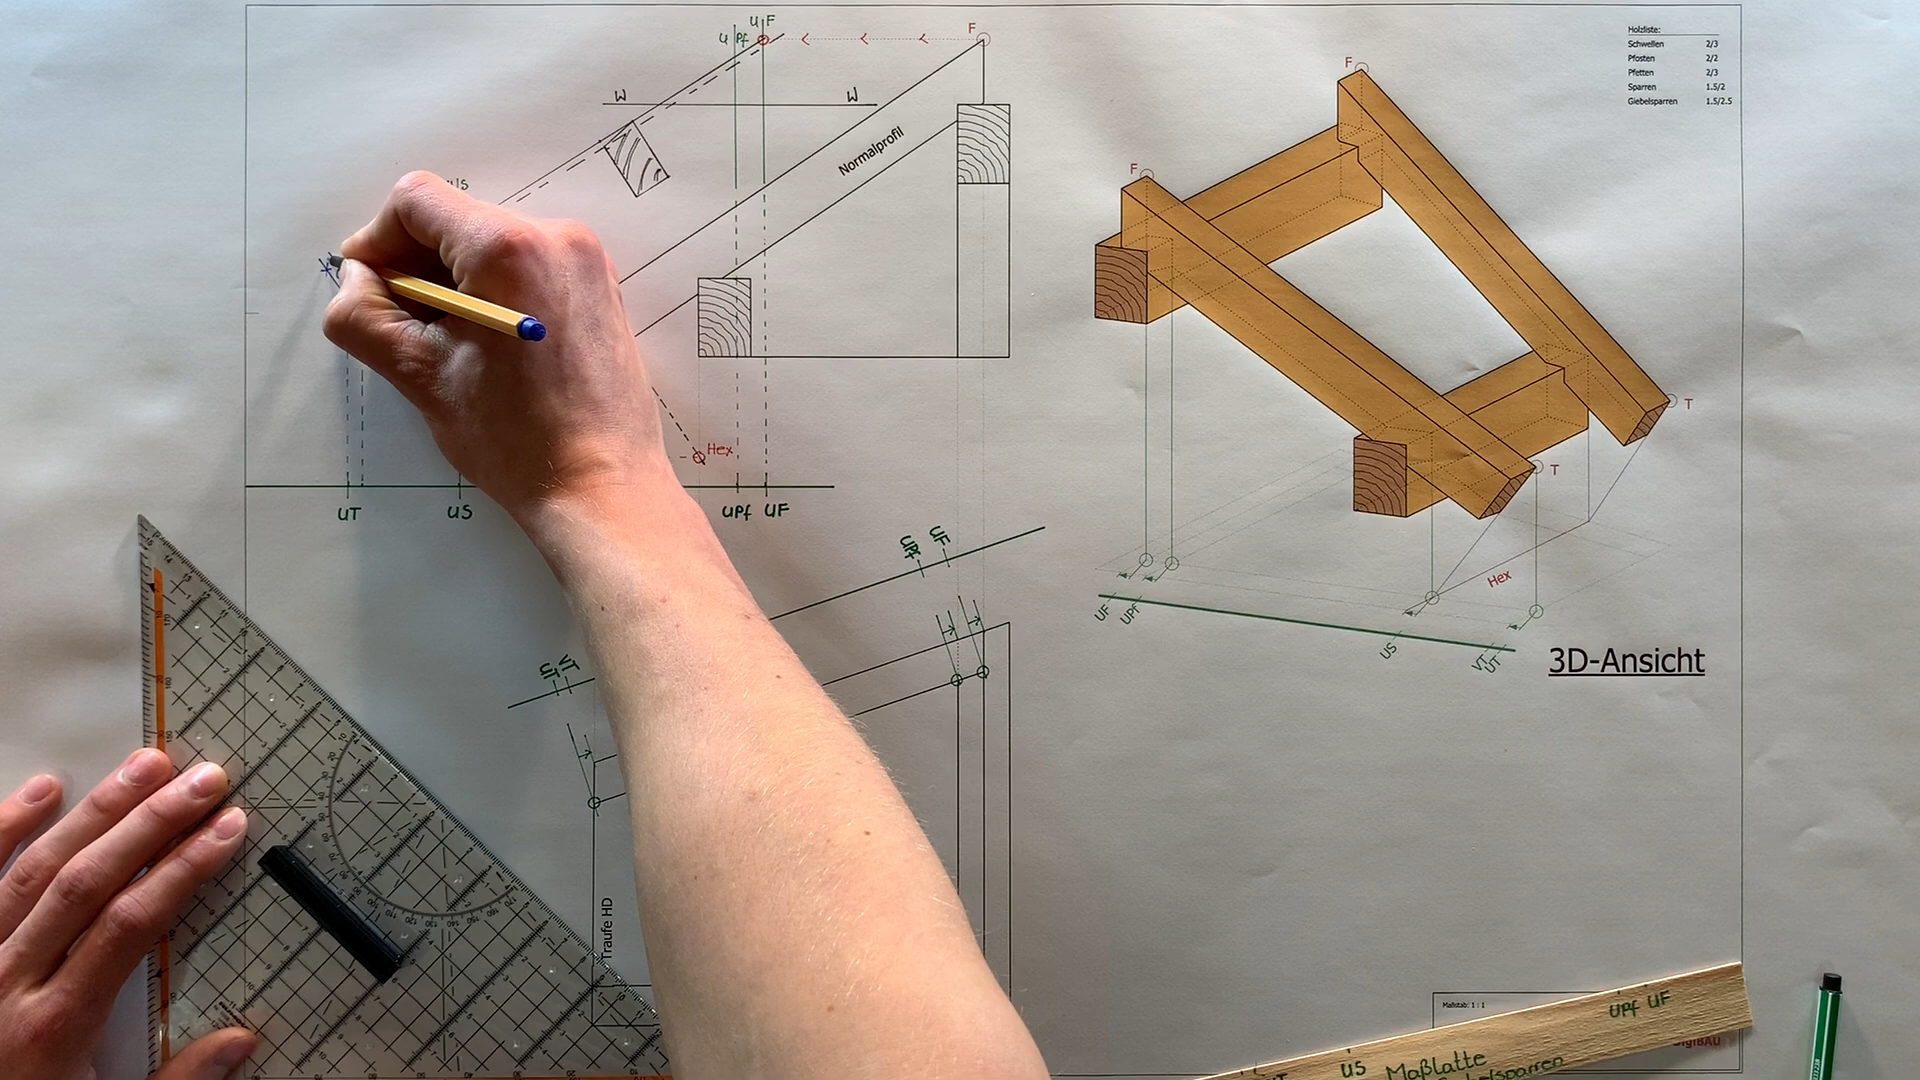 UF
UPf
F
F
W
W
Normalprofil
Hex
UT
US
UPf
UF
UPf
UF
UT
VT
Traufe HD
Holzliste:
Schwellen 2/3
Pfosten 2/2
Pfetten 2/3
Sparren 1.5/2
Giebelsparren 1.5/2.5
F
T
T
Hex
UF
UPf
US
VT
UT
3D-Ansicht
Maßstab: 1 : 1
UPf UF
US
Maßlatte